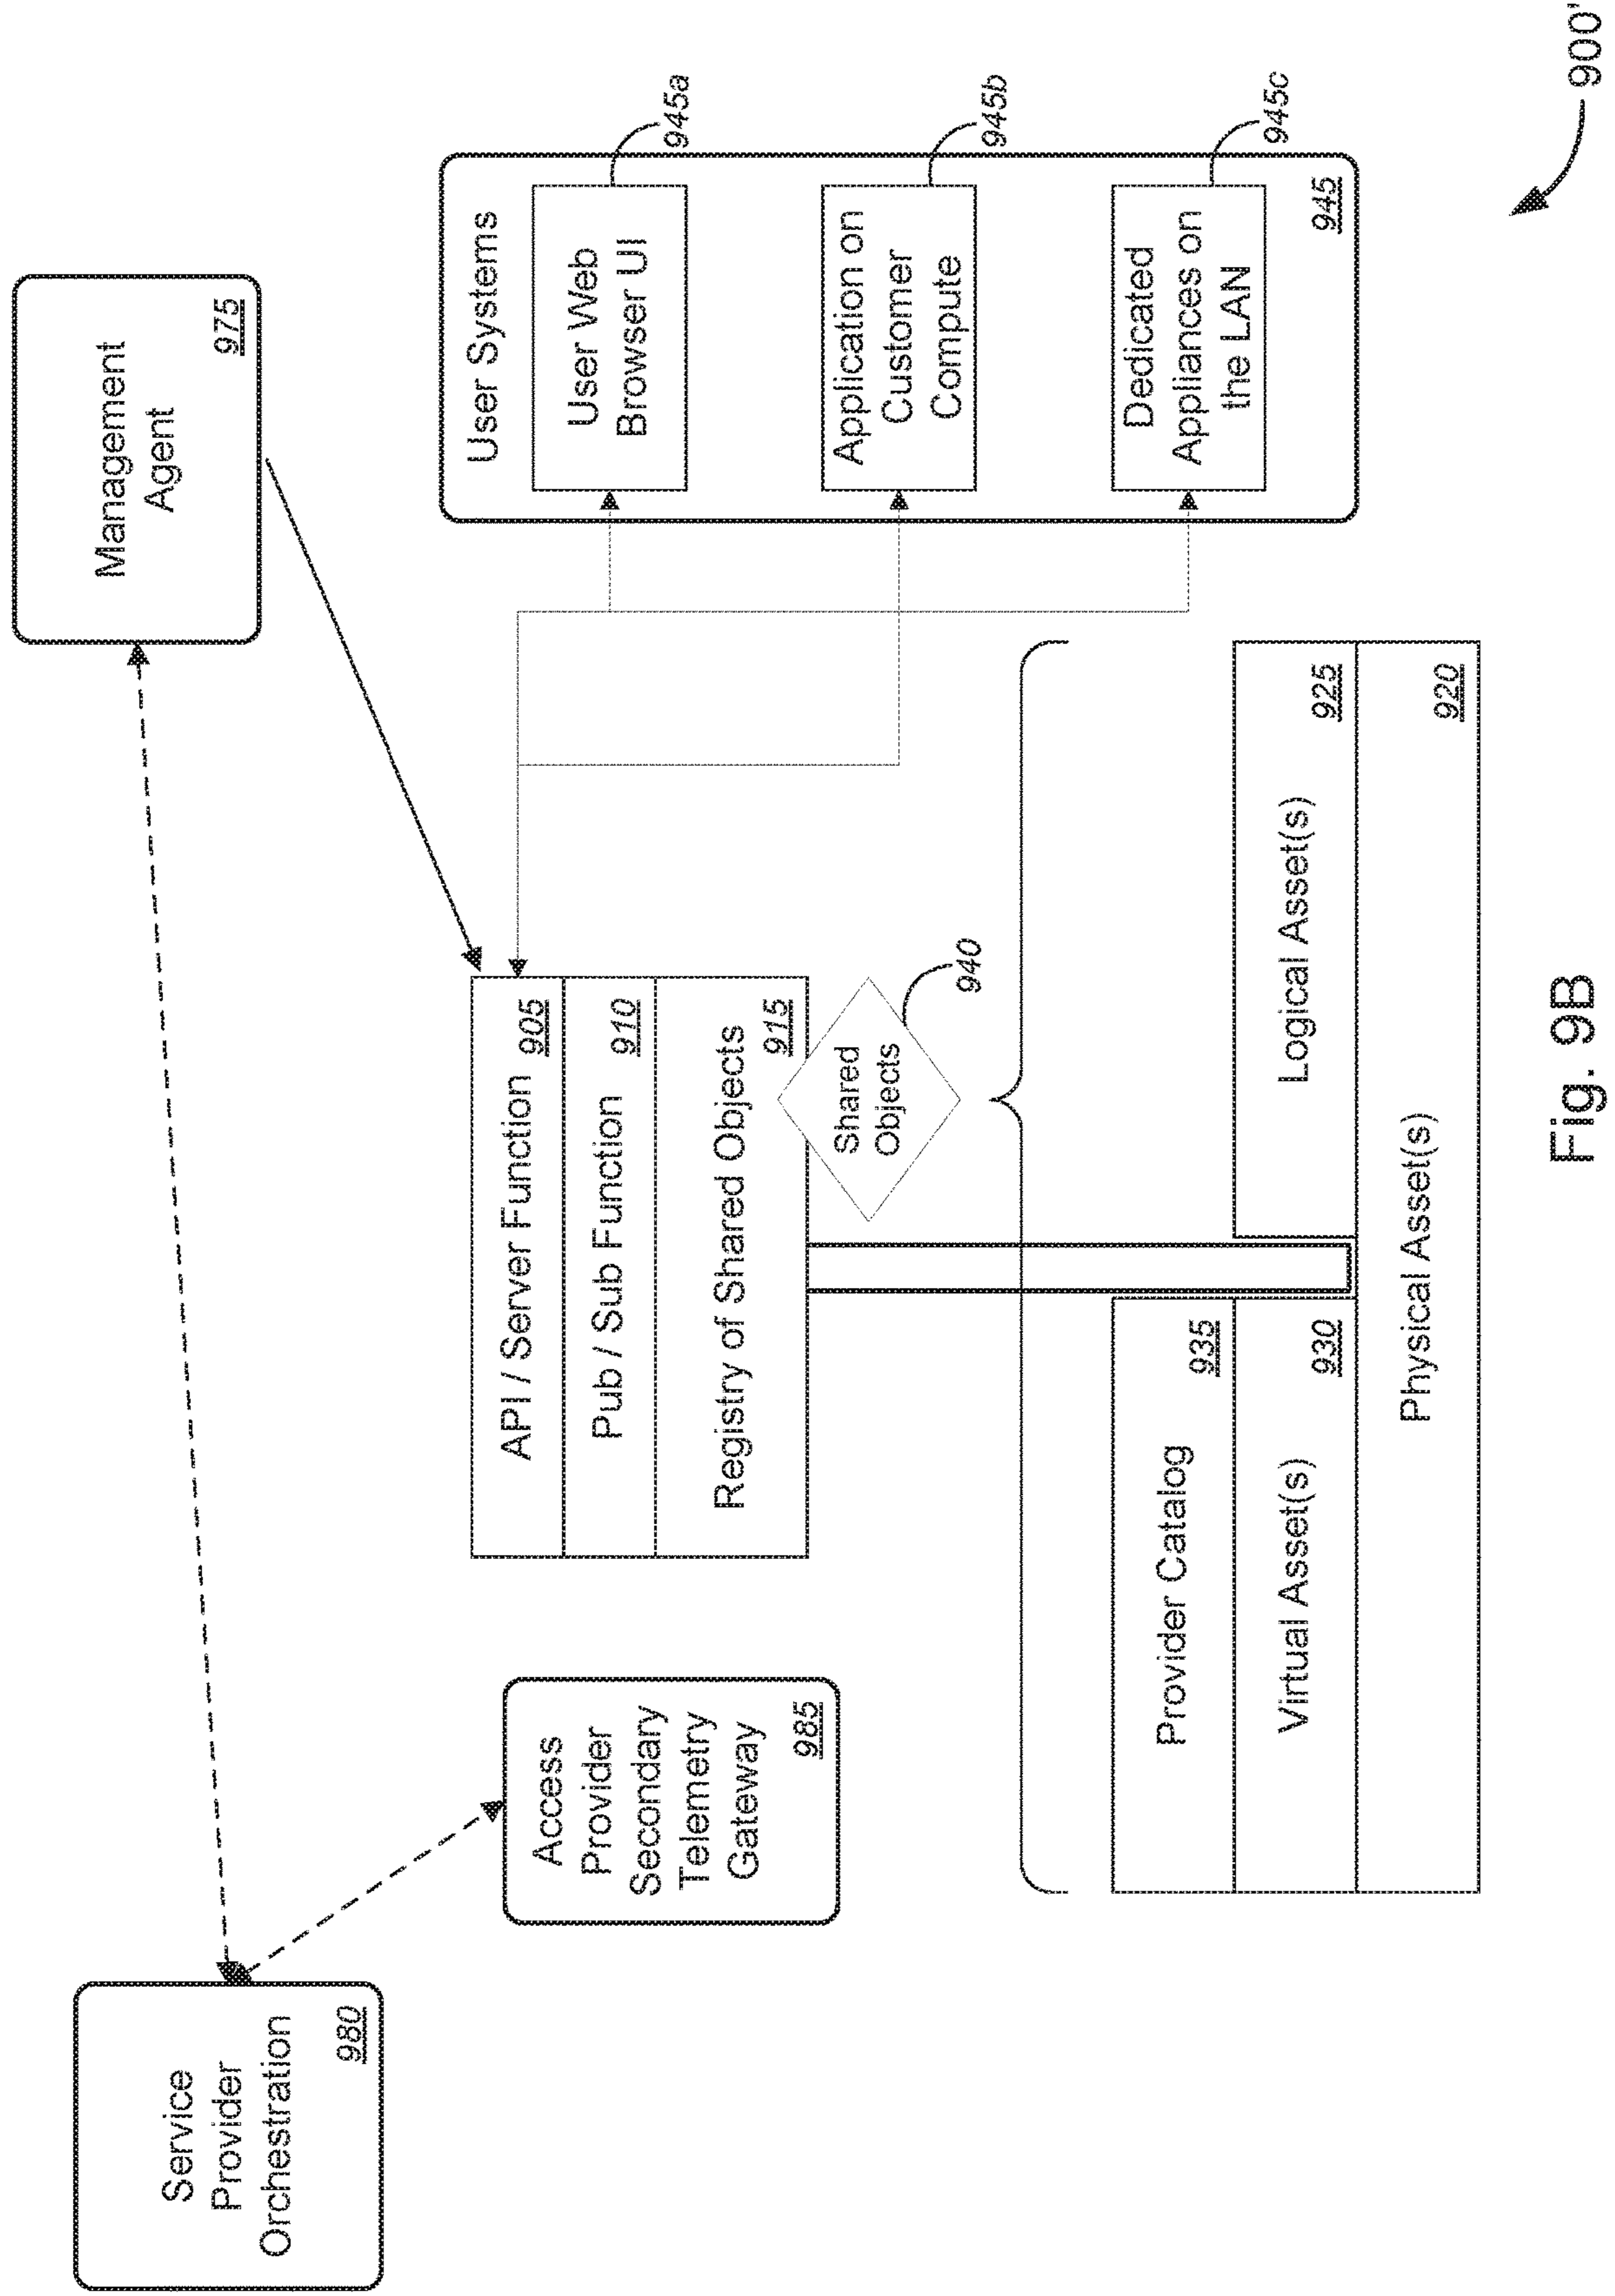 Service
Provider
Orchestration
980
Management
Agent
975
Access
Provider
Secondary
Telemetry
Gateway
985
API / Server Function
905
Pub / Sub Function
910
Registry of Shared Objects
915
Shared
Objects
940
User Systems
User Web
Browser UI
945a
Application on
Customer
Compute
945b
Dedicated
Appliances on
the LAN
945c
945
Provider Catalog
935
Virtual Asset(s)
930
Logical Asset(s)
925
Physical Asset(s)
920
900'
Fig. 9B